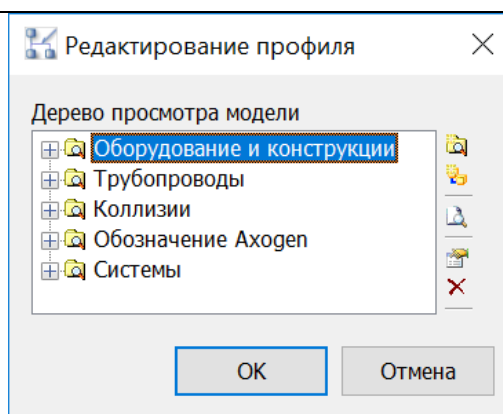 Редактирование профиля
Дерево просмотра модели
Оборудование и конструкции
Трубопроводы
Коллизии
Обозначение Axogen
Системы
OK
Отмена